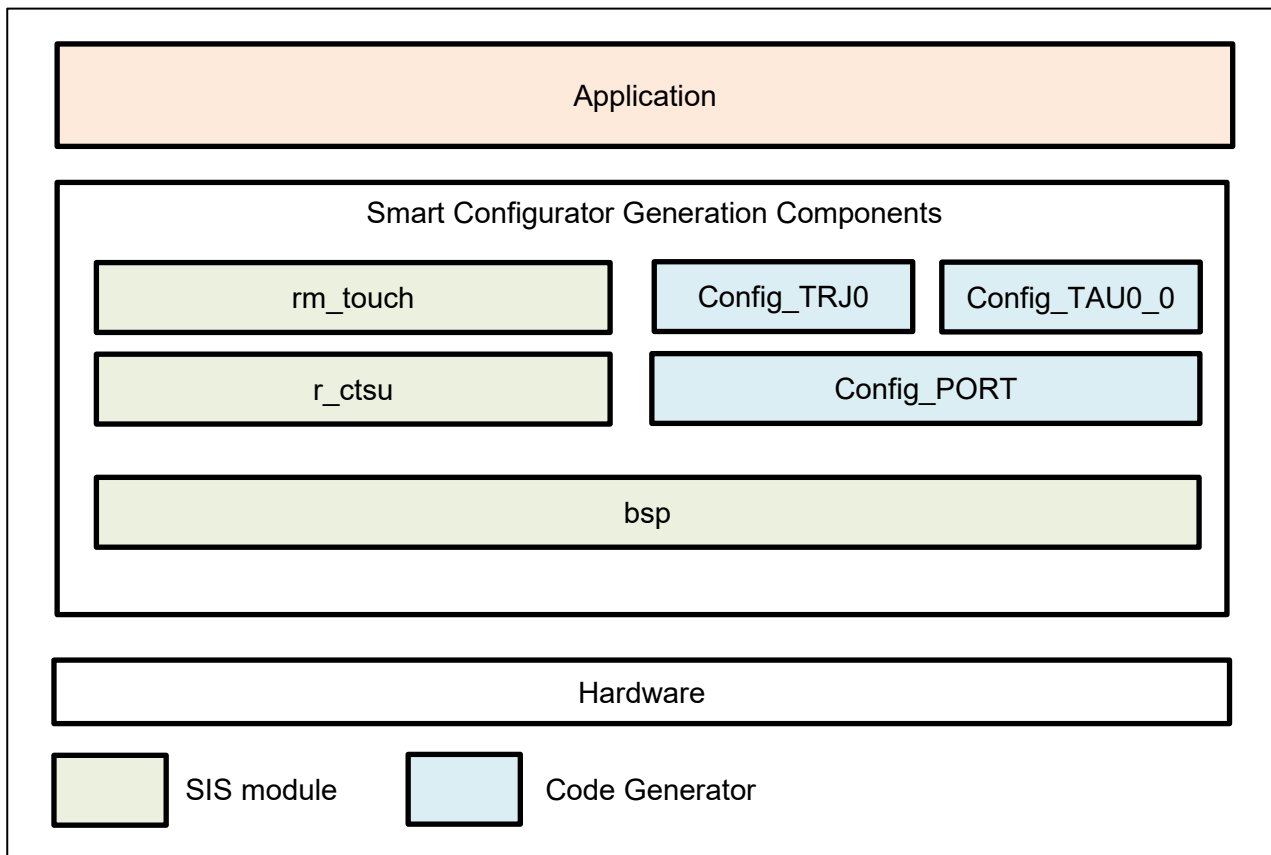 Application
Smart Configurator Generation Components
rm_touch
Config_TRJ0
Config_TAU0_0
r_ctsu
Config_PORT
bsp
Hardware
SIS module
Code Generator